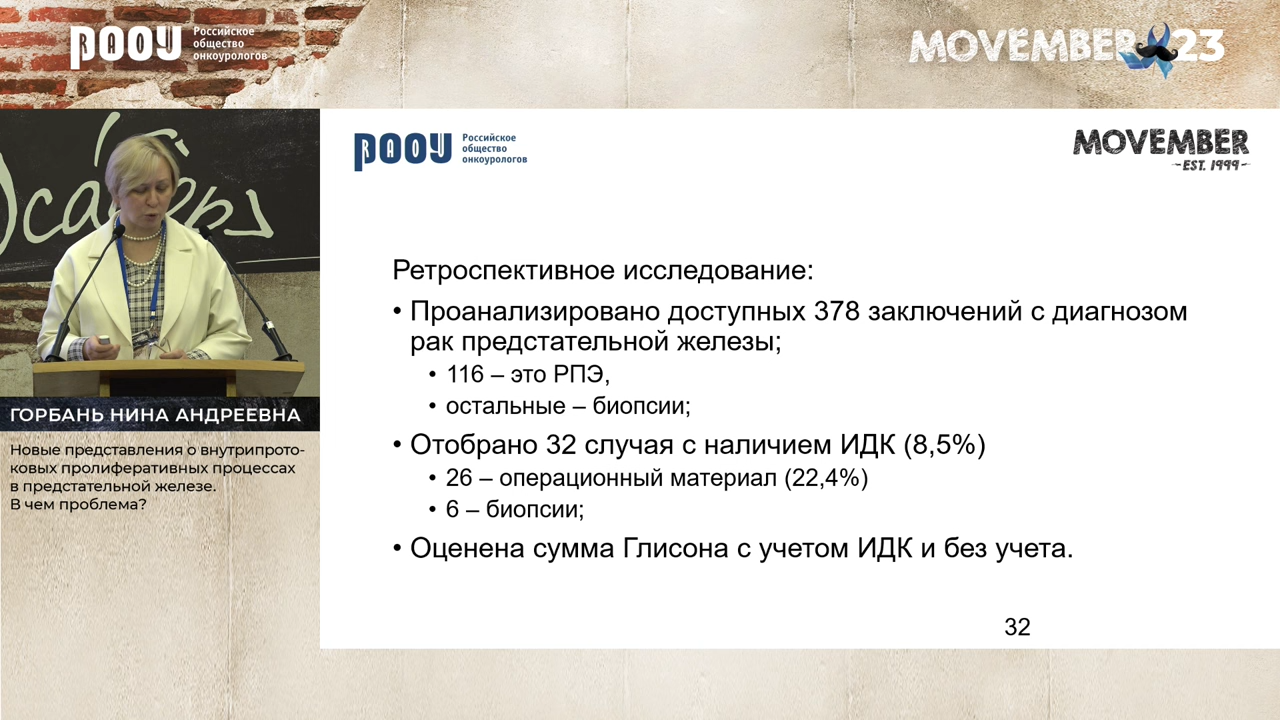 РАОУ
Российское
общество
онкоурологов
MOVEMBER 23
РАОУ
Российское
общество
онкоурологов
MOVEMBER
EST. 1999
Ретроспективное исследование:
• Проанализировано доступных 378 заключений с диагнозом
рак предстательной железы;
• 116 – это РПЭ,
• остальные – биопсии;
• Отобрано 32 случая с наличием ИДК (8,5%)
• 26 – операционный материал (22,4%)
• 6 – биопсии;
• Оценена сумма Глисона с учетом ИДК и без учета.
32
ГОРБАНЬ НИНА АНДРЕЕВНА
Новые представления о внутрипрото-
ковых пролиферативных процессах
в предстательной железе.
В чем проблема?